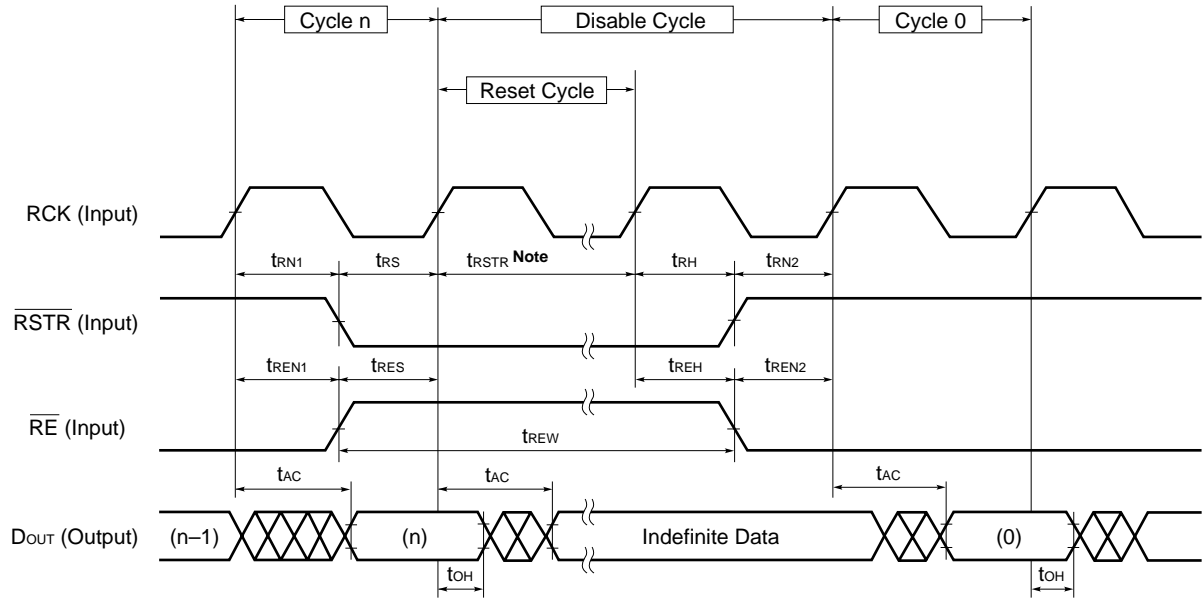 Cycle n Disable Cycle Cycle 0
Reset Cycle
RCK (Input)
tRN1 tRS tRSTR Note tRH tRN2
RSTR (Input)
tREN1 tRES tREH tREN2
RE (Input)
tREW
tAC tAC tAC
DOUT (Output) (n–1) (n) Indefinite Data (0)
tOH tOH